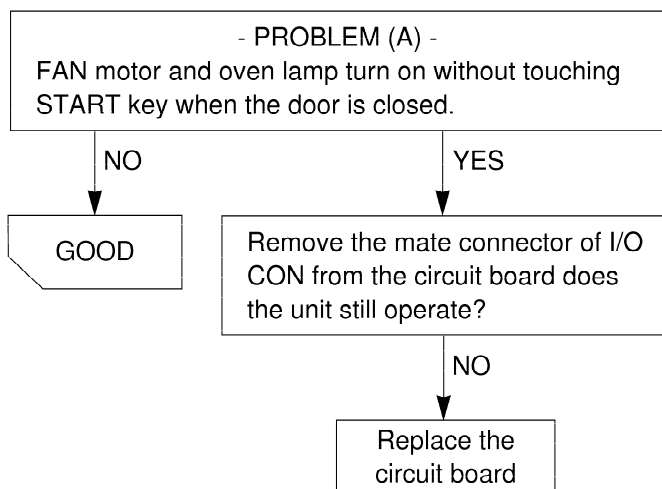 - PROBLEM (A) -
FAN motor and oven lamp turn on without touching
START key when the door is closed.
NO
YES
GOOD
Remove the mate connector of I/O
CON from the circuit board does
the unit still operate?
NO
Replace the
circuit board